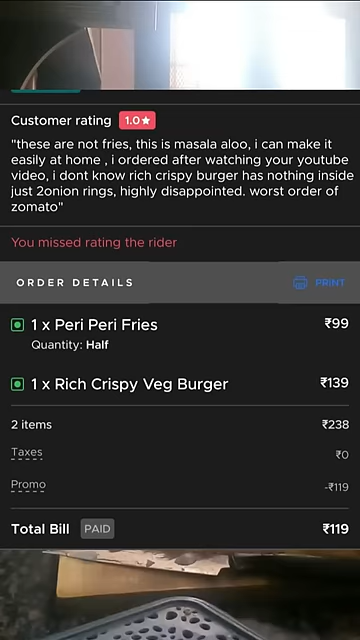 Customer rating 1.0★
"these are not fries, this is masala aloo, i can make it
easily at home , i ordered after watching your youtube
video, i dont know rich crispy burger has nothing inside
just 2onion rings, highly disappointed. worst order of
zomato"
You missed rating the rider
ORDER DETAILS PRINT
1 x Peri Peri Fries ₹99
Quantity: Half
1 x Rich Crispy Veg Burger ₹139
2 items ₹238
Taxes ₹0
Promo -₹119
Total Bill PAID ₹119